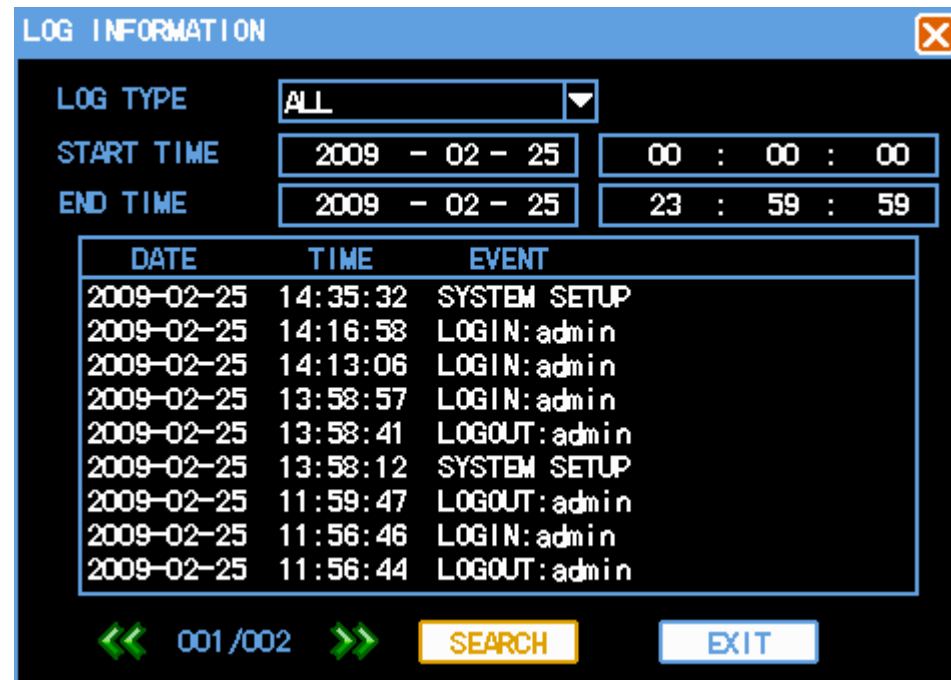 LOG INFORMATION
LOG TYPE ALL
START TIME 2009 - 02 - 25 00 : 00 : 00
END TIME 2009 - 02 - 25 23 : 59 : 59
DATE TIME EVENT
2009-02-25 14:35:32 SYSTEM SETUP
2009-02-25 14:16:58 LOGIN:admin
2009-02-25 14:13:06 LOGIN:admin
2009-02-25 13:58:57 LOGIN:admin
2009-02-25 13:58:41 LOGOUT:admin
2009-02-25 13:58:12 SYSTEM SETUP
2009-02-25 11:59:47 LOGOUT:admin
2009-02-25 11:56:46 LOGIN:admin
2009-02-25 11:56:44 LOGOUT:admin
001/002 SEARCH EXIT